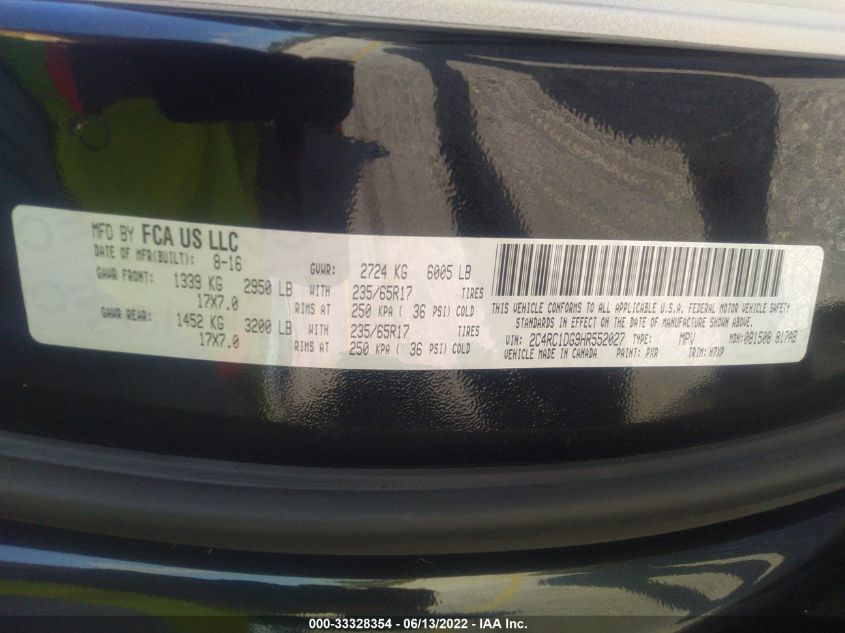 MFD BY FCA US LLC
DATE OF MFR(BUILT): 8-16
GVWR: 2724 KG 6005 LB
GAWR FRONT: 1339 KG 2950 LB WITH 235/65R17 TIRES
17X7.0 RIMS AT 250 KPA ( 36 PSI) COLD
GAWR REAR: 1452 KG 3200 LB WITH 235/65R17 TIRES
17X7.0 RIMS AT 250 KPA ( 36 PSI) COLD
THIS VEHICLE CONFORMS TO ALL APPLICABLE U.S.A. FEDERAL MOTOR VEHICLE SAFETY
STANDARDS IN EFFECT ON THE DATE OF MANUFACTURE SHOWN ABOVE.
VIN: 2C4RC1DG9HR552027 TYPE: MPV MDH:081508 817AB
VEHICLE MADE IN CANADA PAINT: PXR TRIM: H7XP
000-33328354 - 06/13/2022 - IAA Inc.